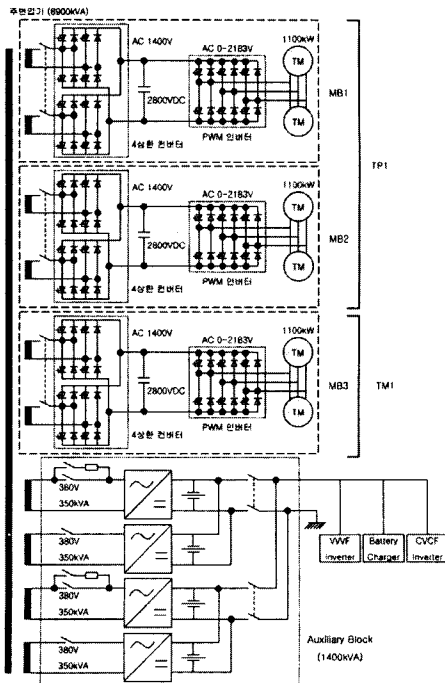 주변압기 (8900kVA)
AC 1400V
AC 0-2183V
1100kW
TM
2800VDC
TM
4상한 컨버터
PWM 인버터
MB1
TP1
AC 1400V
AC 0-2183V
1100kW
TM
2800VDC
TM
4상한 컨버터
PWM 인버터
MB2
AC 1400V
AC 0-2183V
1100kW
TM
2800VDC
TM
4상한 컨버터
PWM 인버터
MB3
TM1
380V
350kVA
380V
350kVA
380V
350kVA
380V
350kVA
VVVF
Inverter
Battery
Charger
CVCF
Inverter
Auxiliary Block
(1400kVA)